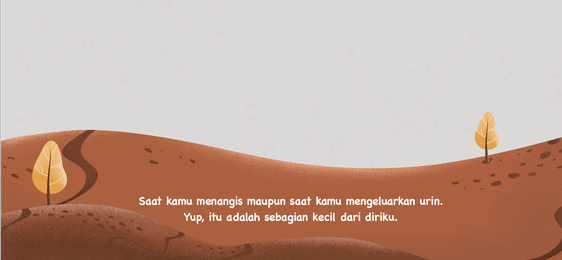 Saat kamu menangis maupun saat kamu mengeluarkan urin.
Yup, itu adalah sebagian kecil dari diriku.